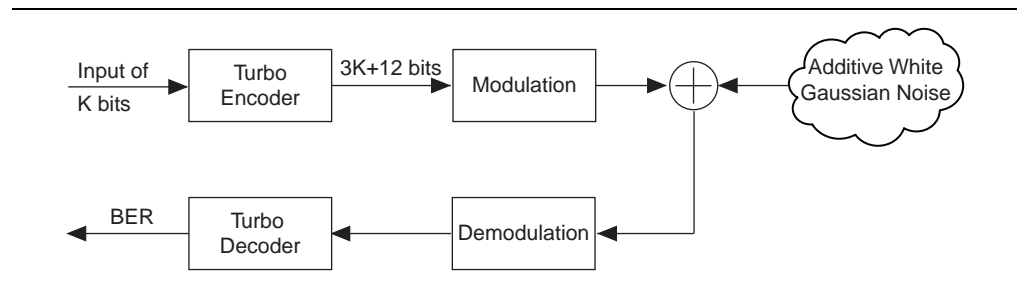 Input of
K bits
Turbo
Encoder
3K+12 bits
Modulation
Additive White
Gaussian Noise
BER
Turbo
Decoder
Demodulation